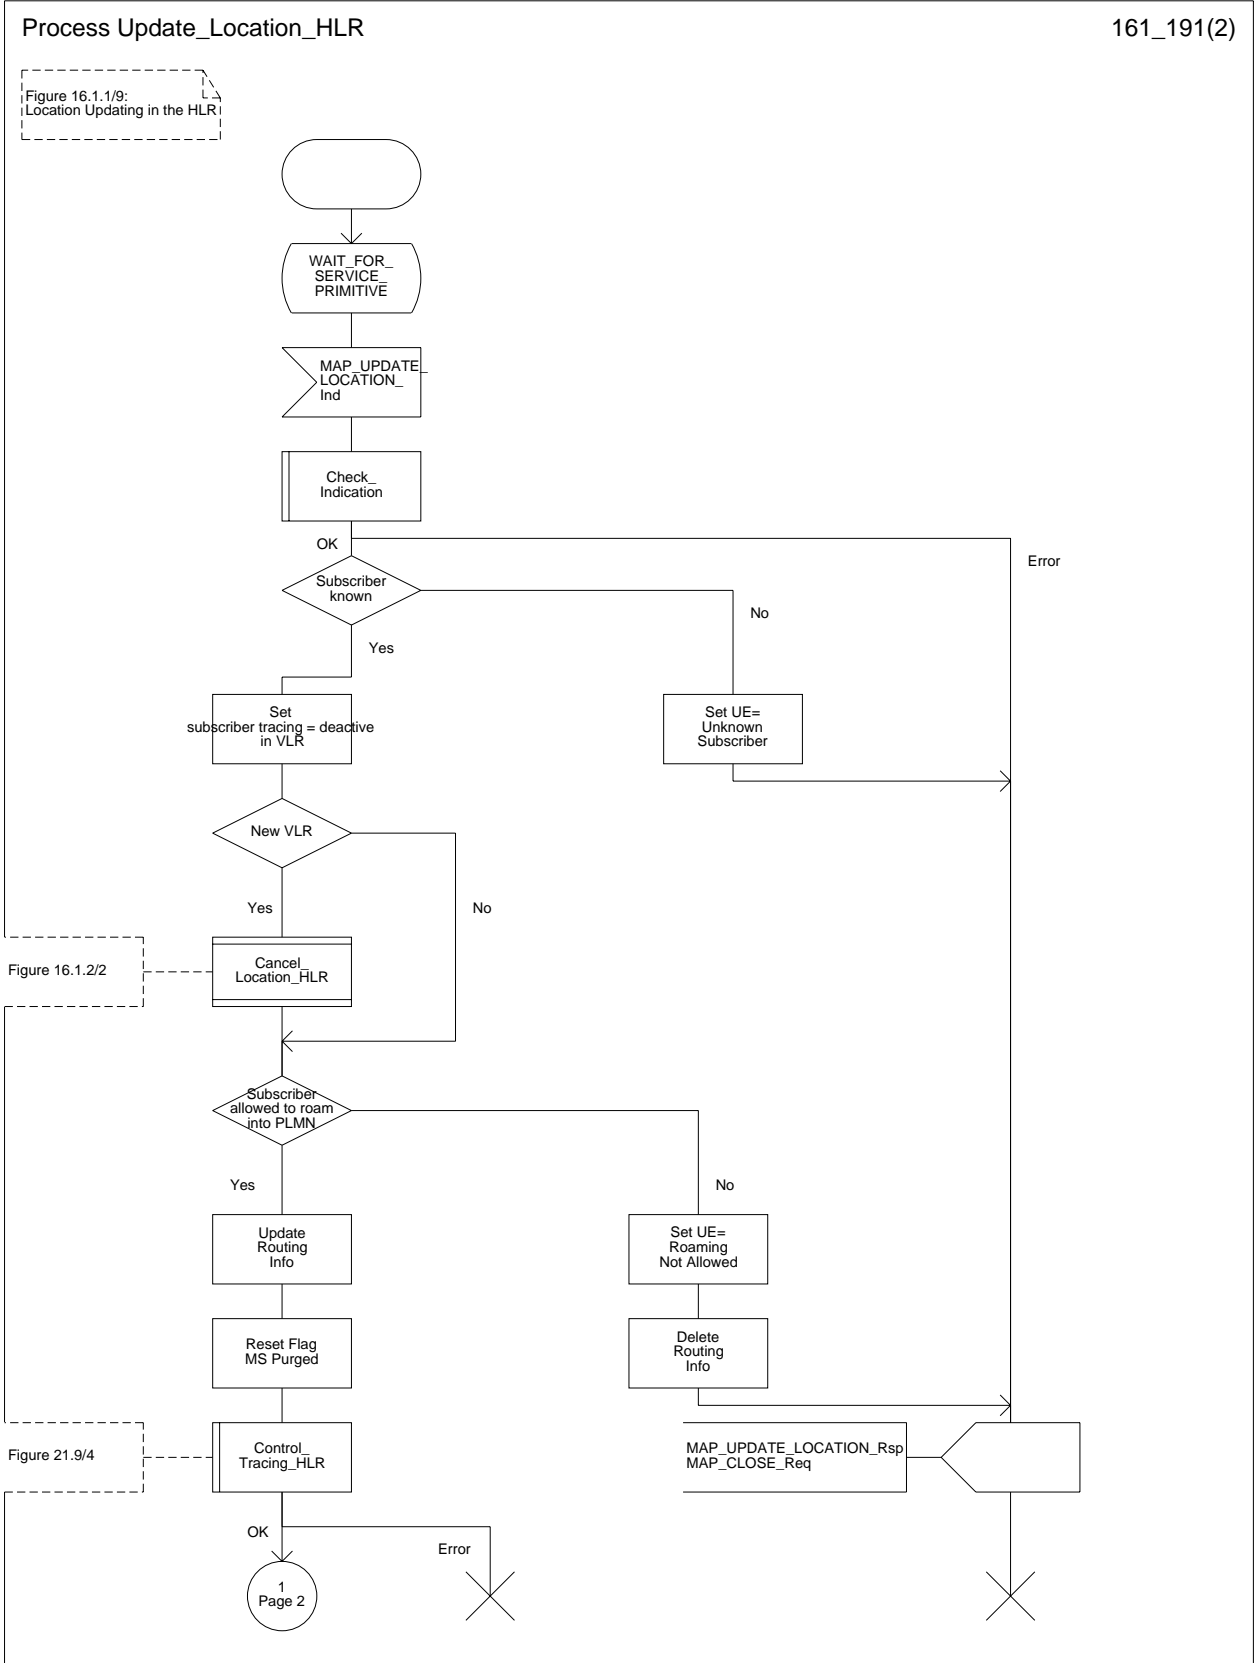 Process Update_Location_HLR
161_191(2)
Figure 16.1.1/9:
Location Updating in the HLR
WAIT_FOR_
SERVICE_
PRIMITIVE
MAP_UPDATE_
LOCATION_
Ind
Check_
Indication
OK
Error
Subscriber
known
No
Yes
Set
subscriber tracing = deactive
in VLR
Set UE=
Unknown
Subscriber
New VLR
Yes
No
Figure 16.1.2/2
Cancel_
Location_HLR
Subscriber
allowed to roam
into PLMN
Yes
No
Update
Routing
Info
Set UE=
Roaming
Not Allowed
Reset Flag
MS Purged
Delete
Routing
Info
Figure 21.9/4
Control_
Tracing_HLR
MAP_UPDATE_LOCATION_Rsp
MAP_CLOSE_Req
OK
Error
1
Page 2